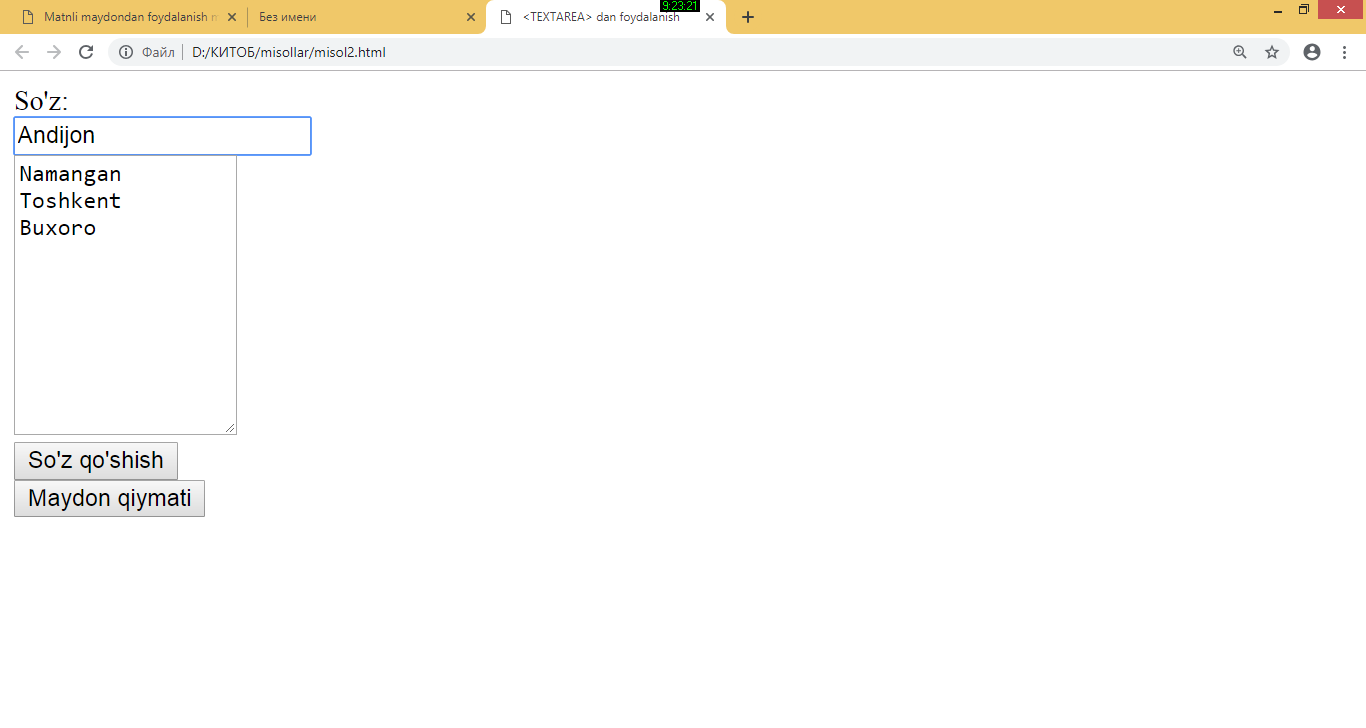 Matnli maydondan foydalanish m
Без имени
<TEXTAREA> dan foydalanish
9:23:21
Файл
D:/КИТОБ/misollar/misol2.html
So'z:
Andijon
Namangan
Toshkent
Buxoro
So'z qo'shish
Maydon qiymati